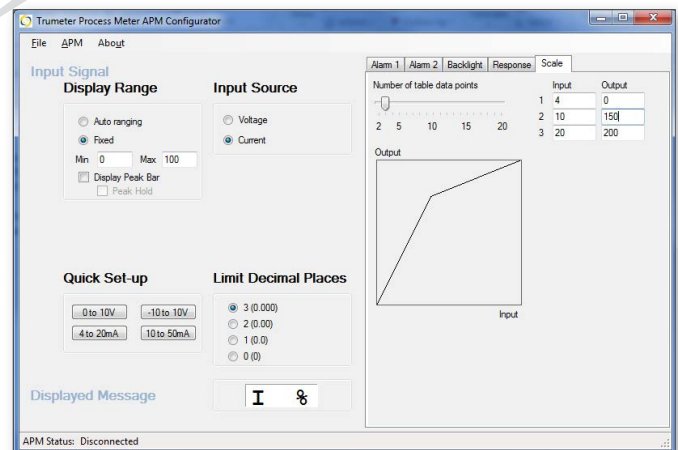 Trumeter Process Meter APM Configurator
File APM About
Input Signal
Display Range
Auto ranging
Fixed
Min 0 Max 100
Display Peak Bar
Peak Hold
Input Source
Voltage
Current
Quick Set-up
0 to 10V -10 to 10V
4 to 20mA 10 to 50mA
Limit Decimal Places
3 (0.000)
2 (0.00)
1 (0.0)
0 (0)
Displayed Message
I %
Alarm 1 Alarm 2 Backlight Response Scale
Number of table data points
2 5 10 15 20
Input Output
1 4 0
2 10 150
3 20 200
Output
Input
APM Status: Disconnected